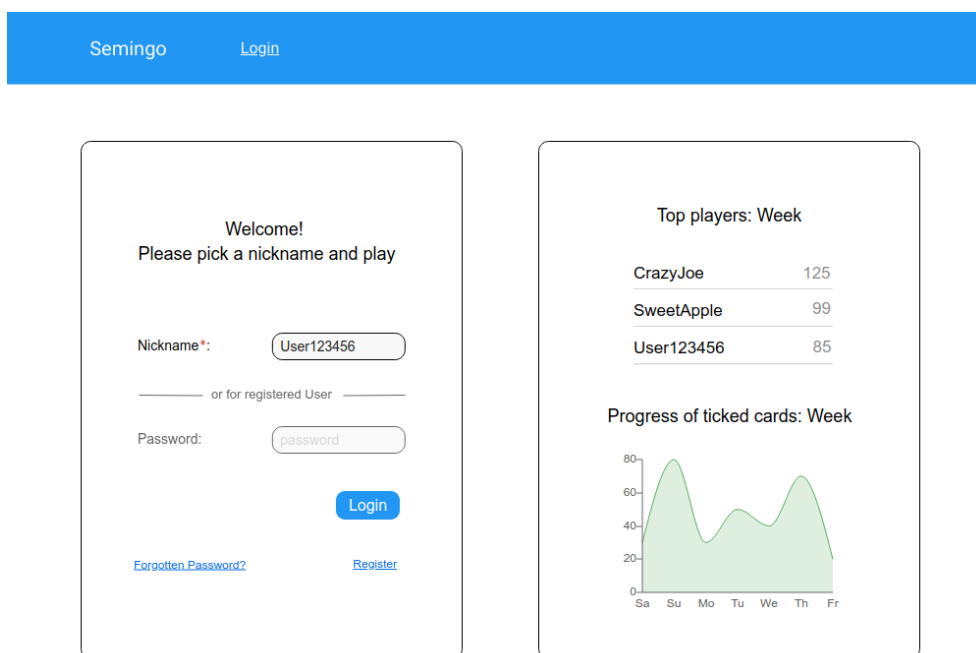 Semingo Login
Welcome!
Please pick a nickname and play
Nickname*: User123456
or for registered User
Password: password
Login
Forgotten Password? Register
Top players: Week
CrazyJoe 125
SweetApple 99
User123456 85
Progress of ticked cards: Week
80
60
40
20
0
Sa Su Mo Tu We Th Fr